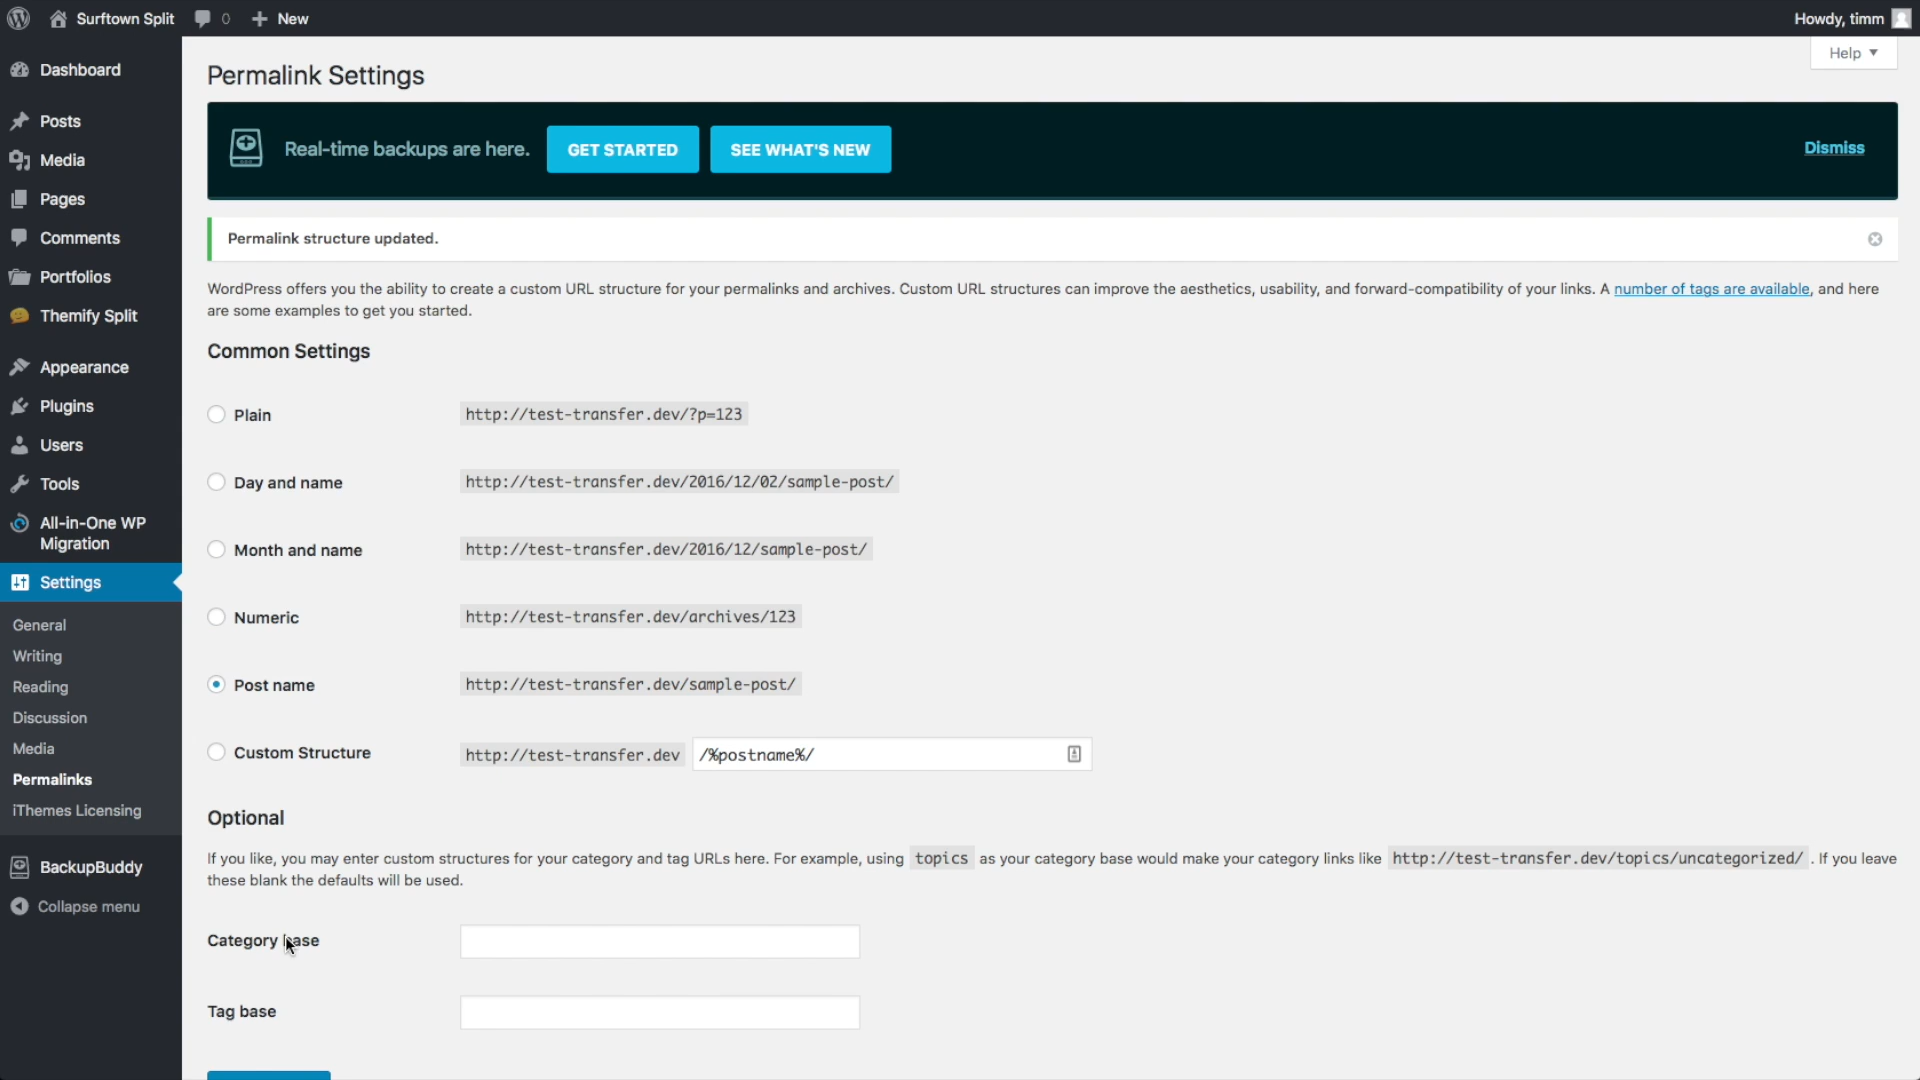 Surftown Split 0 New Howdy, timm
Help
Dashboard
Posts
Media
Pages
Comments
Portfolios
Themify Split
Appearance
Plugins
Users
Tools
All-in-One WP
Migration
Settings
General
Writing
Reading
Discussion
Media
Permalinks
iThemes Licensing
BackupBuddy
Collapse menu
Permalink Settings
Real-time backups are here. GET STARTED SEE WHAT'S NEW Dismiss
Permalink structure updated.
WordPress offers you the ability to create a custom URL structure for your permalinks and archives. Custom URL structures can improve the aesthetics, usability, and forward-compatibility of your links. A number of tags are available, and here
are some examples to get you started.
Common Settings
Plain http://test-transfer.dev/?p=123
Day and name http://test-transfer.dev/2016/12/02/sample-post/
Month and name http://test-transfer.dev/2016/12/sample-post/
Numeric http://test-transfer.dev/archives/123
Post name http://test-transfer.dev/sample-post/
Custom Structure http://test-transfer.dev /%postname%/
Optional
If you like, you may enter custom structures for your category and tag URLs here. For example, using topics as your category base would make your category links like http://test-transfer.dev/topics/uncategorized/ . If you leave
these blank the defaults will be used.
Category base
Tag base